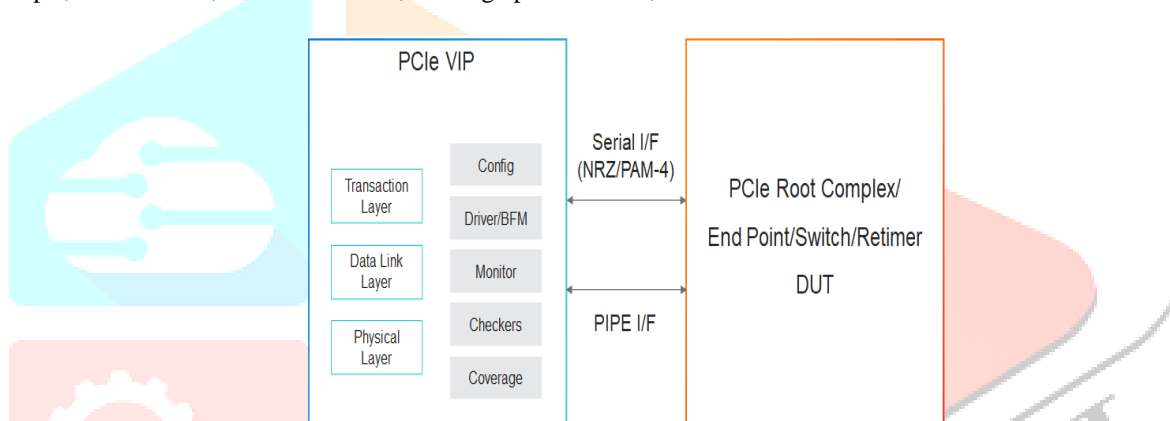 PCIe VIP
Transaction
Layer
Data Link
Layer
Physical
Layer
Config
Driver/BFM
Monitor
Checkers
Coverage
Serial I/F
(NRZ/PAM-4)
PIPE I/F
PCIe Root Complex/
End Point/Switch/Retimer
DUT